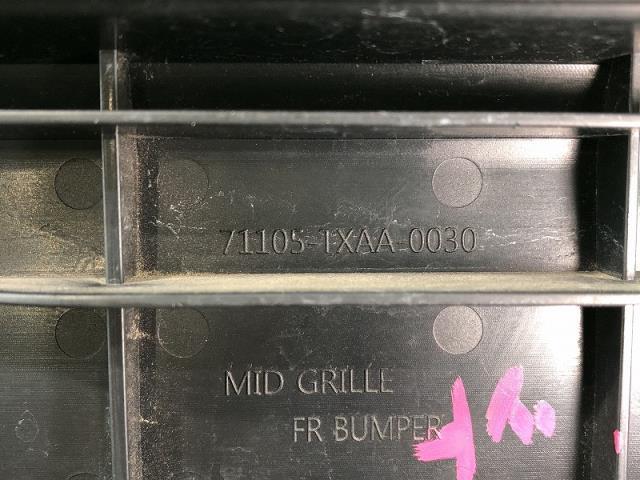 71105-TXAA-0030
MID GRILLE
FR BUMPER